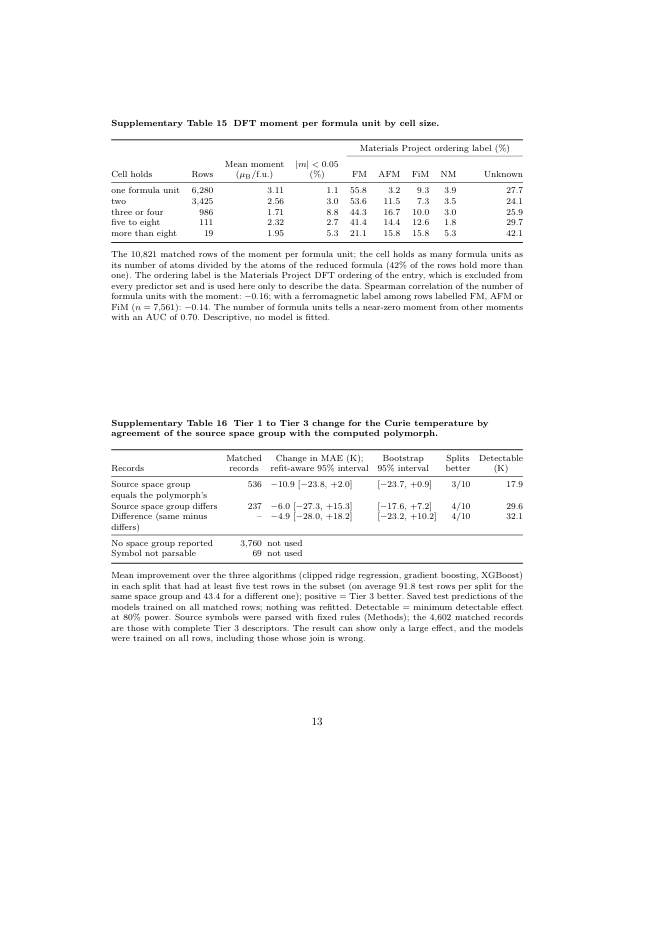 Supplementary Table 15 DFT moment per formula unit by cell size.
Materials Project ordering label (%)
Mean moment |m| < 0.05
Cell holds Rows (μB/f.u.) (%) FM AFM FiM NM Unknown
one formula unit 6,280 3.11 1.1 55.8 3.2 9.3 3.9 27.7
two 3,425 2.56 3.0 53.6 11.5 7.3 3.5 24.1
three or four 986 1.71 8.8 44.3 16.7 10.0 3.0 25.9
five to eight 111 2.32 2.7 41.4 14.4 12.6 1.8 29.7
more than eight 19 1.95 5.3 21.1 15.8 15.8 5.3 42.1
The 10,821 matched rows of the moment per formula unit; the cell holds as many formula units as
its number of atoms divided by the atoms of the reduced formula (42% of the rows hold more than
one). The ordering label is the Materials Project DFT ordering of the entry, which is excluded from
every predictor set and is used here only to describe the data. Spearman correlation of the number of
formula units with the moment: −0.16; with a ferromagnetic label among rows labelled FM, AFM or
FiM (n = 7,561): −0.14. The number of formula units tells a near-zero moment from other moments
with an AUC of 0.70. Descriptive, no model is fitted.
Supplementary Table 16 Tier 1 to Tier 3 change for the Curie temperature by
agreement of the source space group with the computed polymorph.
Matched Change in MAE (K); Bootstrap Splits Detectable
Records records refit-aware 95% interval 95% interval better (K)
Source space group 536 −10.9 [−23.8, +2.0] [−23.7, +0.9] 3/10 17.9
equals the polymorph's
Source space group differs 237 −6.0 [−27.3, +15.3] [−17.6, +7.2] 4/10 29.6
Difference (same minus – −4.9 [−28.0, +18.2] [−23.2, +10.2] 4/10 32.1
differs)
No space group reported 3,760 not used
Symbol not parsable 69 not used
Mean improvement over the three algorithms (clipped ridge regression, gradient boosting, XGBoost)
in each split that had at least five test rows in the subset (on average 91.8 test rows per split for the
same space group and 43.4 for a different one); positive = Tier 3 better. Saved test predictions of the
models trained on all matched rows; nothing was refitted. Detectable = minimum detectable effect
at 80% power. Source symbols were parsed with fixed rules (Methods); the 4,602 matched records
are those with complete Tier 3 descriptors. The result can show only a large effect, and the models
were trained on all rows, including those whose join is wrong.
13